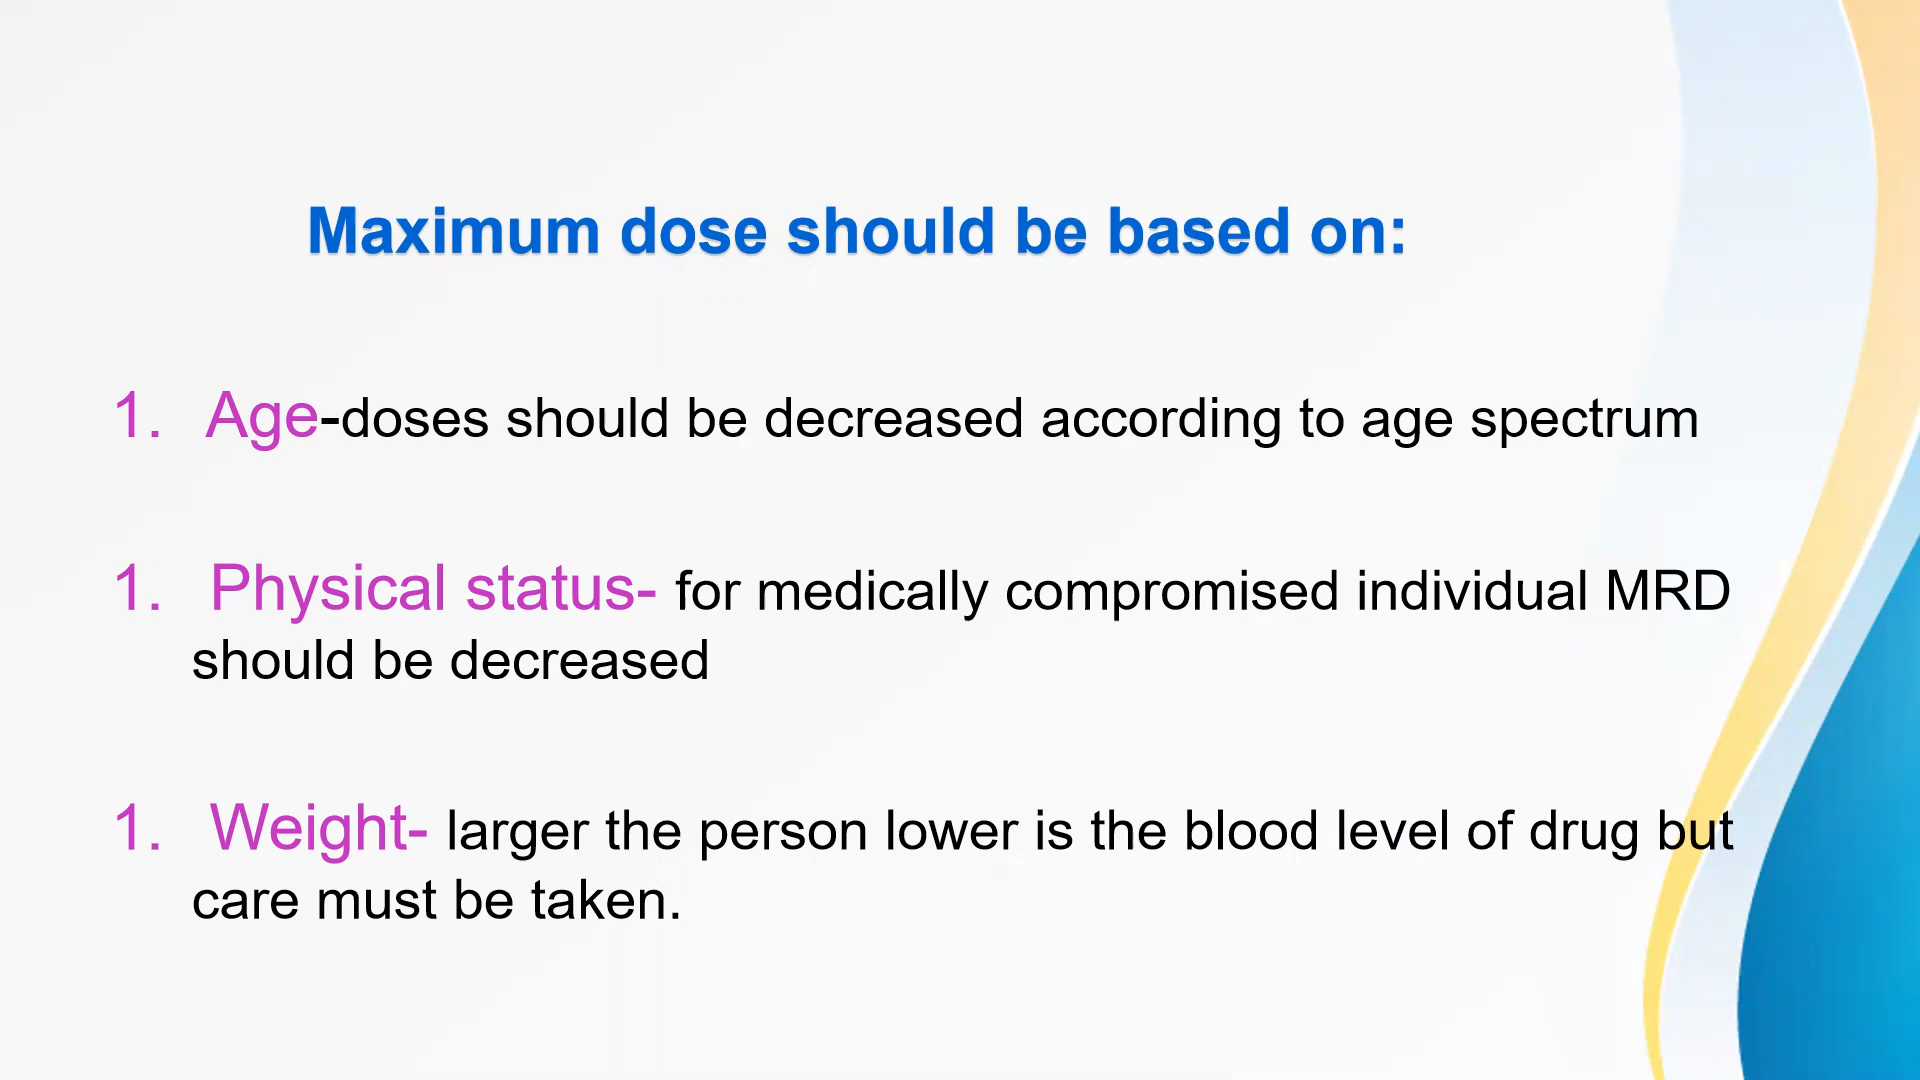 Maximum dose should be based on:
1. Age-doses should be decreased according to age spectrum
1. Physical status- for medically compromised individual MRD
should be decreased
1. Weight- larger the person lower is the blood level of drug but
care must be taken.